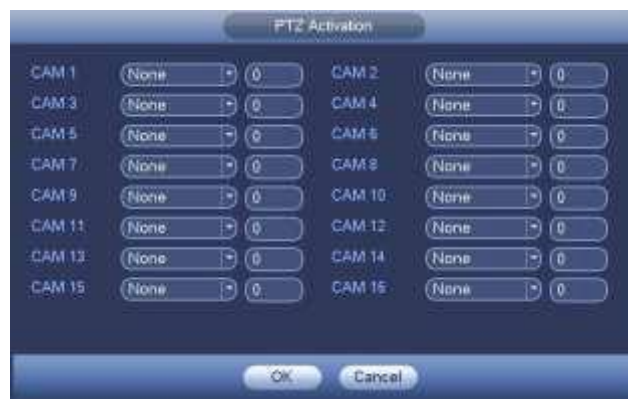 PTZ Activation
CAM 1 None 0 CAM 2 None 0
CAM 3 None 0 CAM 4 None 0
CAM 5 None 0 CAM 6 None 0
CAM 7 None 0 CAM 8 None 0
CAM 9 None 0 CAM 10 None 0
CAM 11 None 0 CAM 12 None 0
CAM 13 None 0 CAM 14 None 0
CAM 15 None 0 CAM 16 None 0
OK Cancel